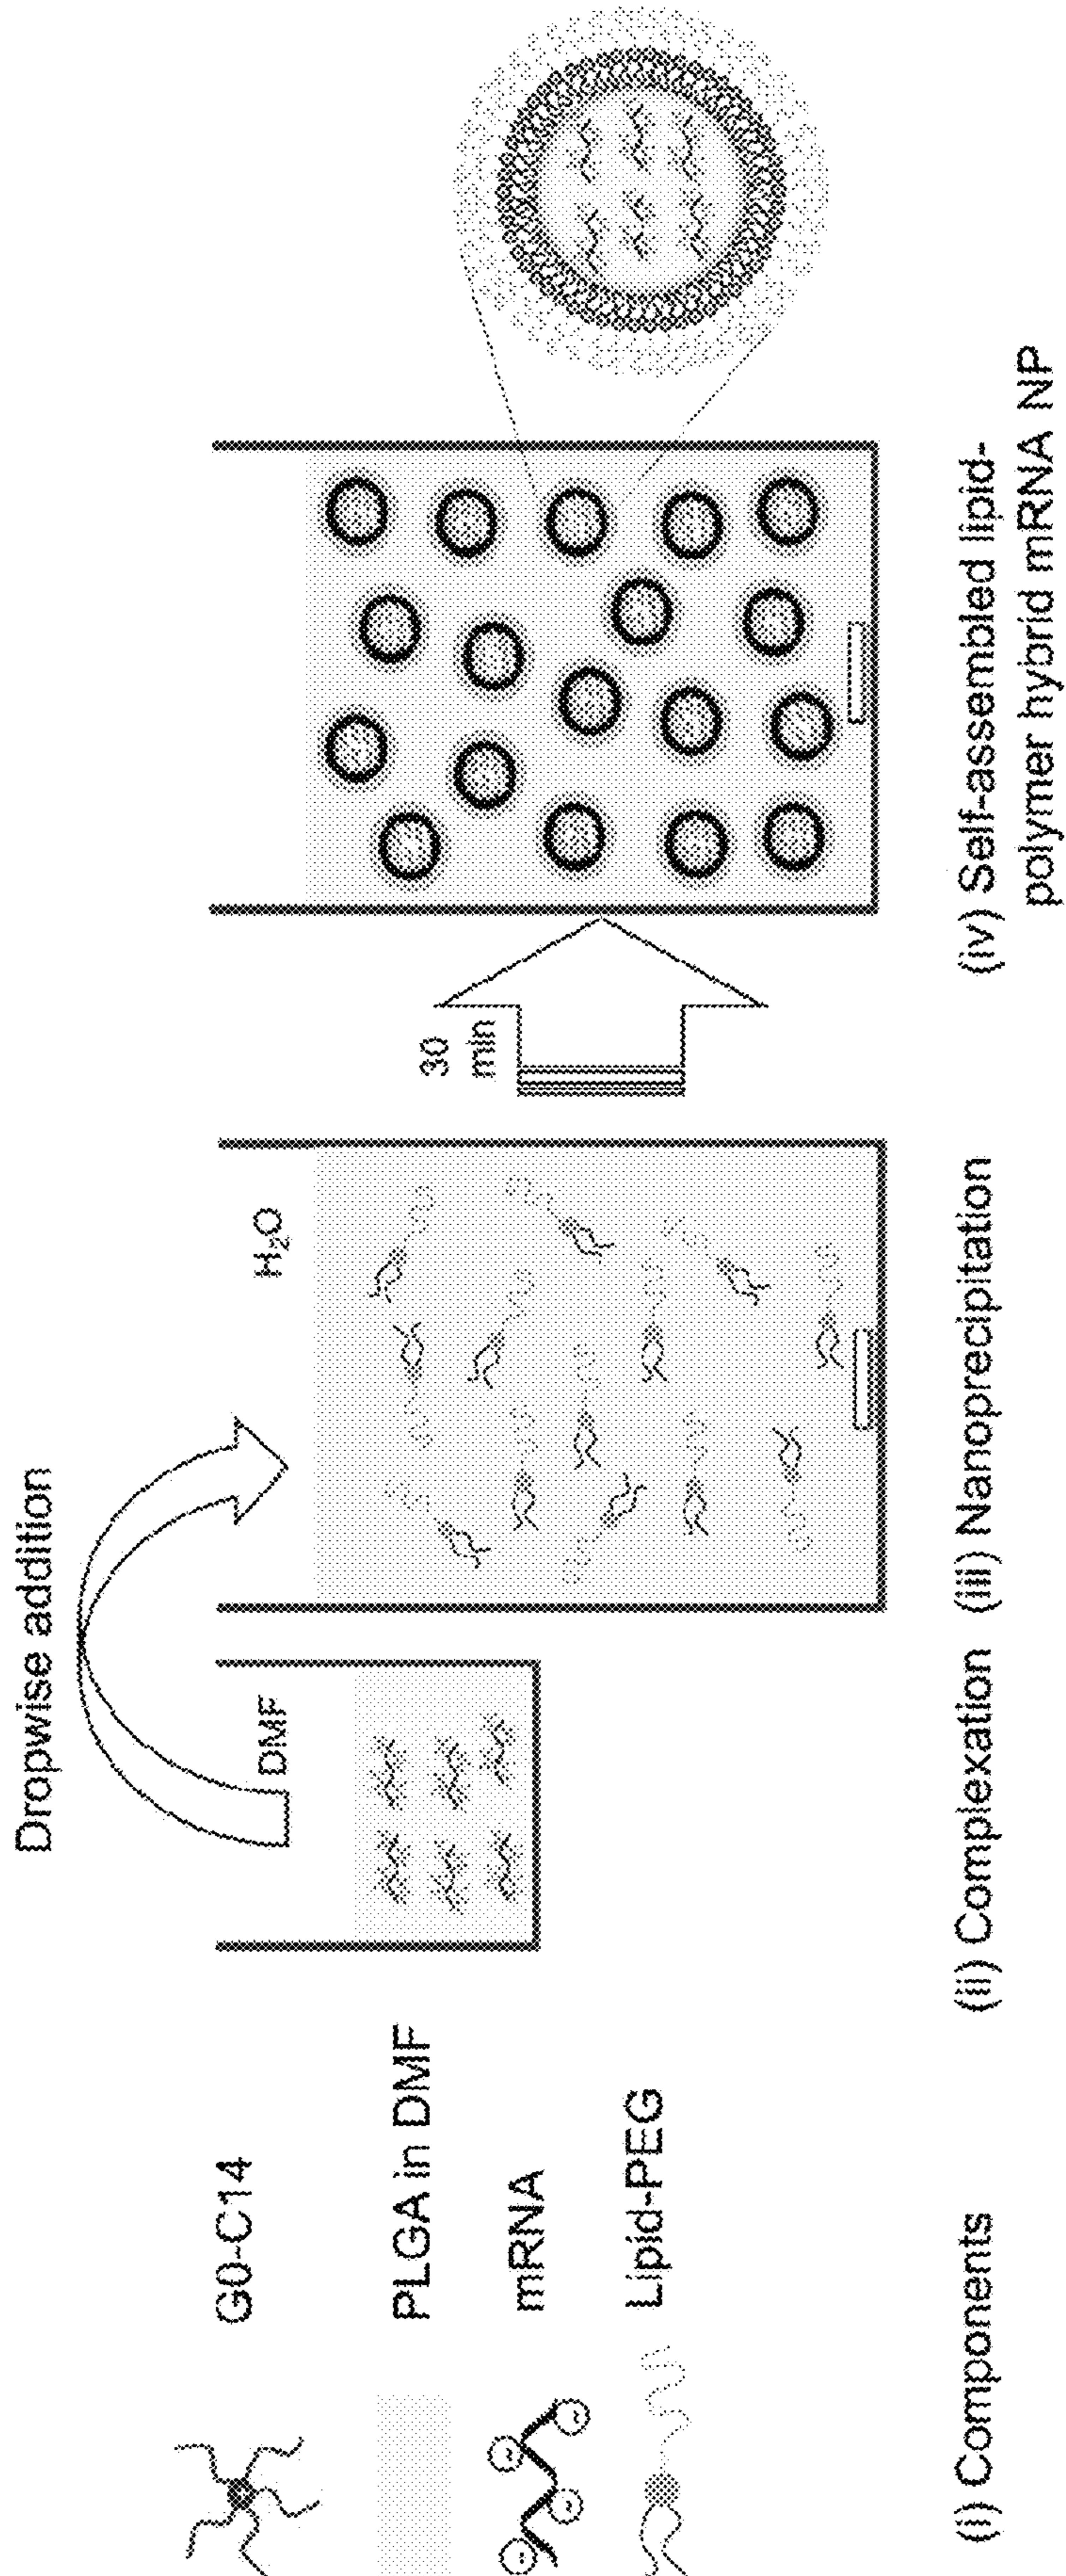 Dropwise addition
G0-C14
PLGA in DMF
mRNA
Lipid-PEG
DMF
H₂O
30
min
(i) Components
(ii) Complexation
(iii) Nanoprecipitation
(iv) Self-assembled lipid-
polymer hybrid mRNA NP